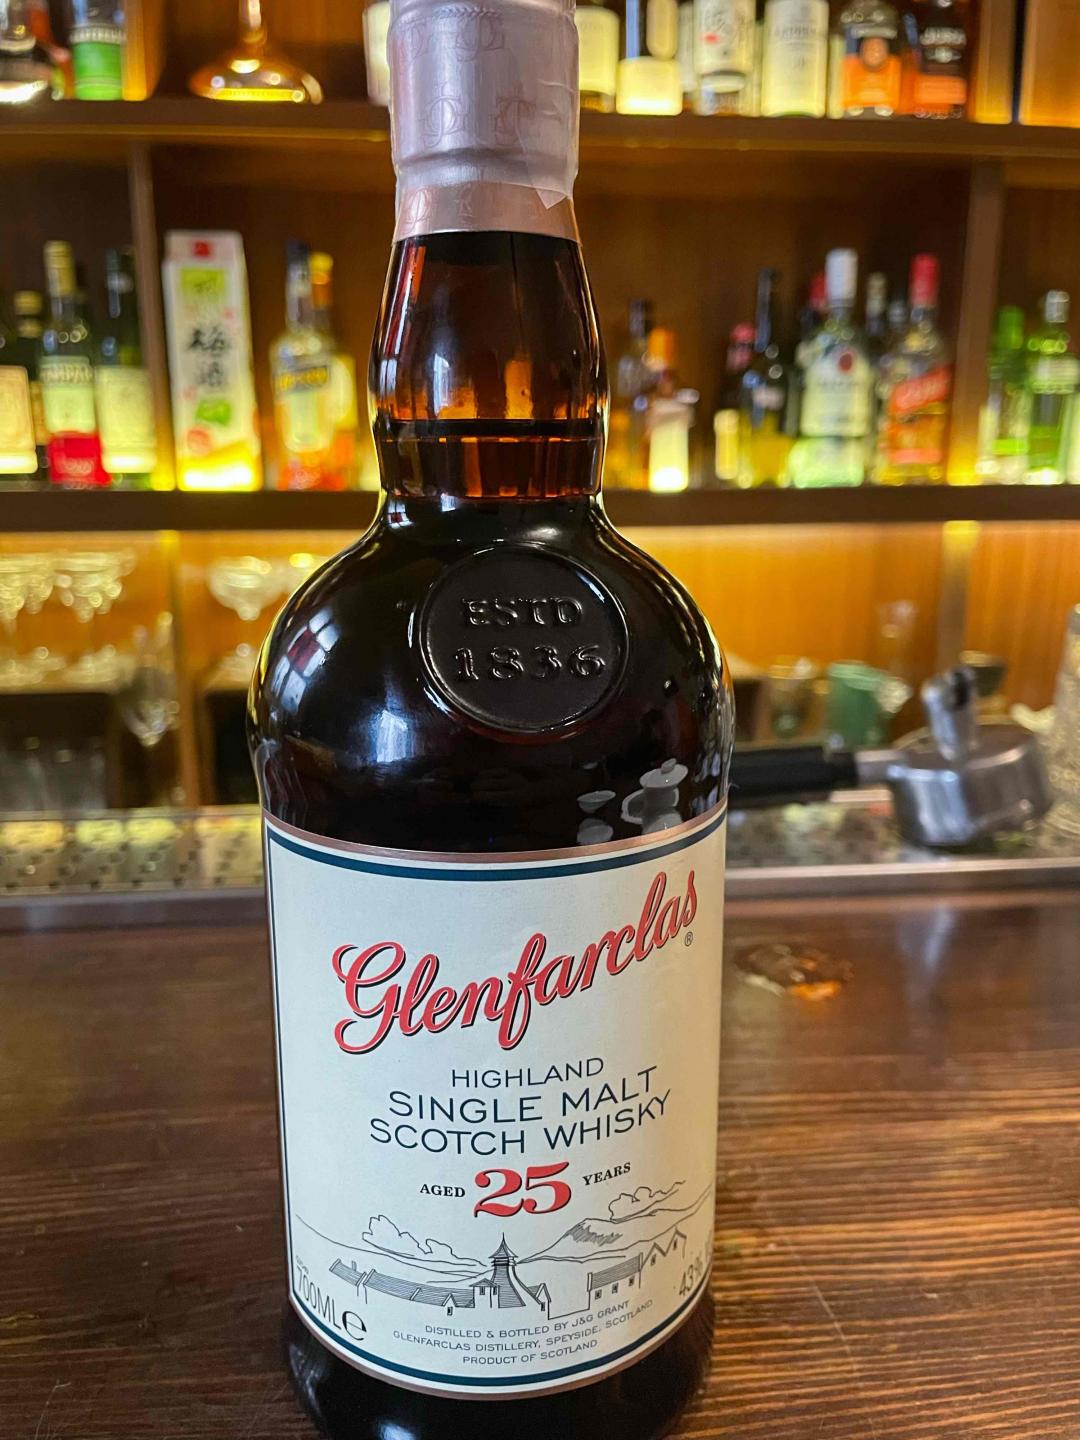 梅酒
ESTD
1836
Glenfarclas
®
HIGHLAND
SINGLE MALT
SCOTCH WHISKY
AGED 25 YEARS
700MLe
43%
DISTILLED & BOTTLED BY J&G GRANT
GLENFARCLAS DISTILLERY, SPEYSIDE, SCOTLAND
PRODUCT OF SCOTLAND